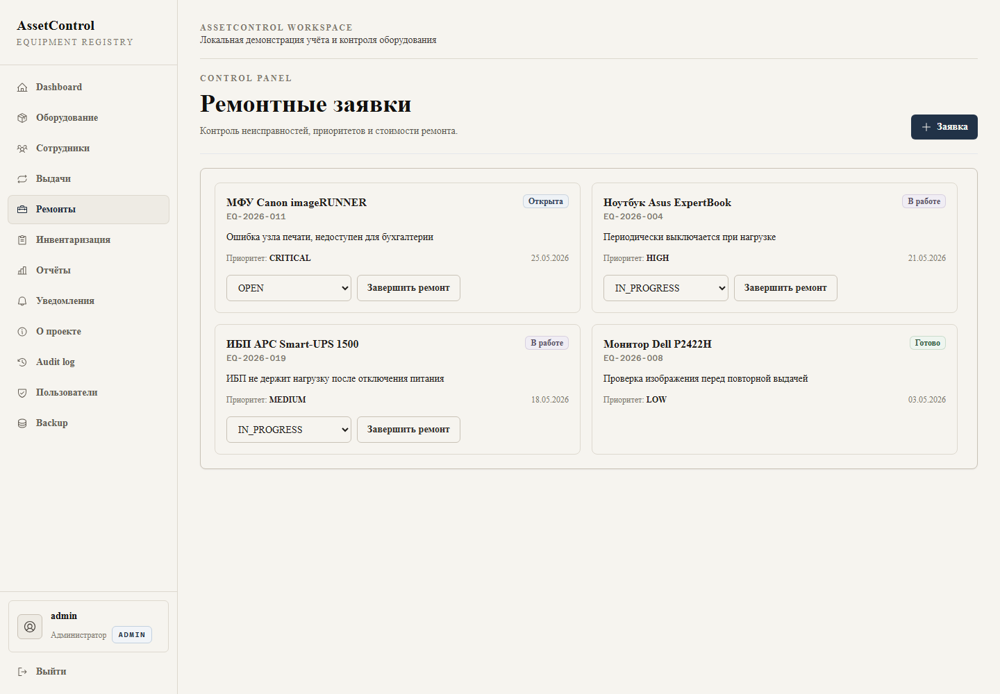 AssetControl
EQUIPMENT REGISTRY
Dashboard
Оборудование
Сотрудники
Выдачи
Ремонты
Инвентаризация
Отчёты
Уведомления
О проекте
Audit log
Пользователи
Backup
admin
Администратор ADMIN
Выйти
ASSETCONTROL WORKSPACE
Локальная демонстрация учёта и контроля оборудования
CONTROL PANEL
Ремонтные заявки
Контроль неисправностей, приоритетов и стоимости ремонта.
Заявка
МФУ Canon imageRUNNER Открыта
EQ-2026-011
Ошибка узла печати, недоступен для бухгалтерии
Приоритет: CRITICAL 25.05.2026
OPEN Завершить ремонт
Ноутбук Asus ExpertBook В работе
EQ-2026-004
Периодически выключается при нагрузке
Приоритет: HIGH 21.05.2026
IN_PROGRESS Завершить ремонт
ИБП APC Smart-UPS 1500 В работе
EQ-2026-019
ИБП не держит нагрузку после отключения питания
Приоритет: MEDIUM 18.05.2026
IN_PROGRESS Завершить ремонт
Монитор Dell P2422H Готово
EQ-2026-008
Проверка изображения перед повторной выдачей
Приоритет: LOW 03.05.2026